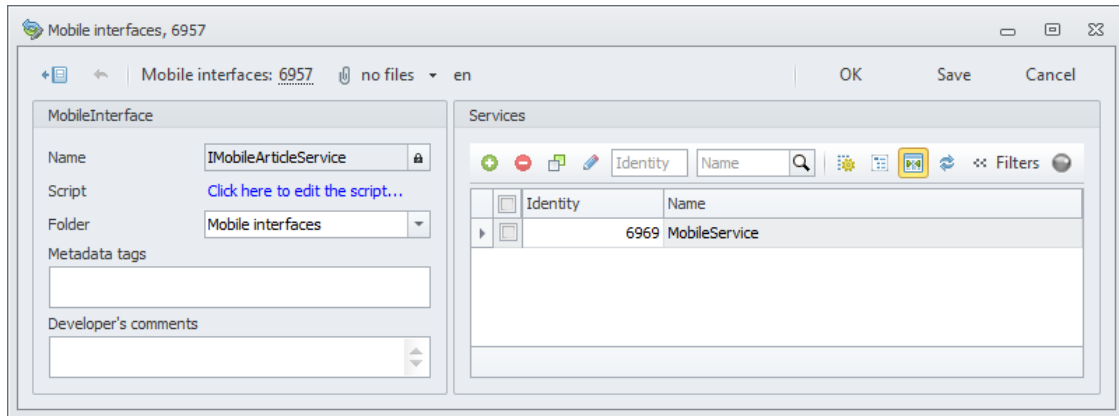 Mobile interfaces, 6957
Mobile interfaces: 6957 no files en OK Save Cancel
MobileInterface
Name IMobileArticleService
Script Click here to edit the script...
Folder Mobile interfaces
Metadata tags
Developer's comments
Services
Identity Name << Filters
Identity Name
6969 MobileService